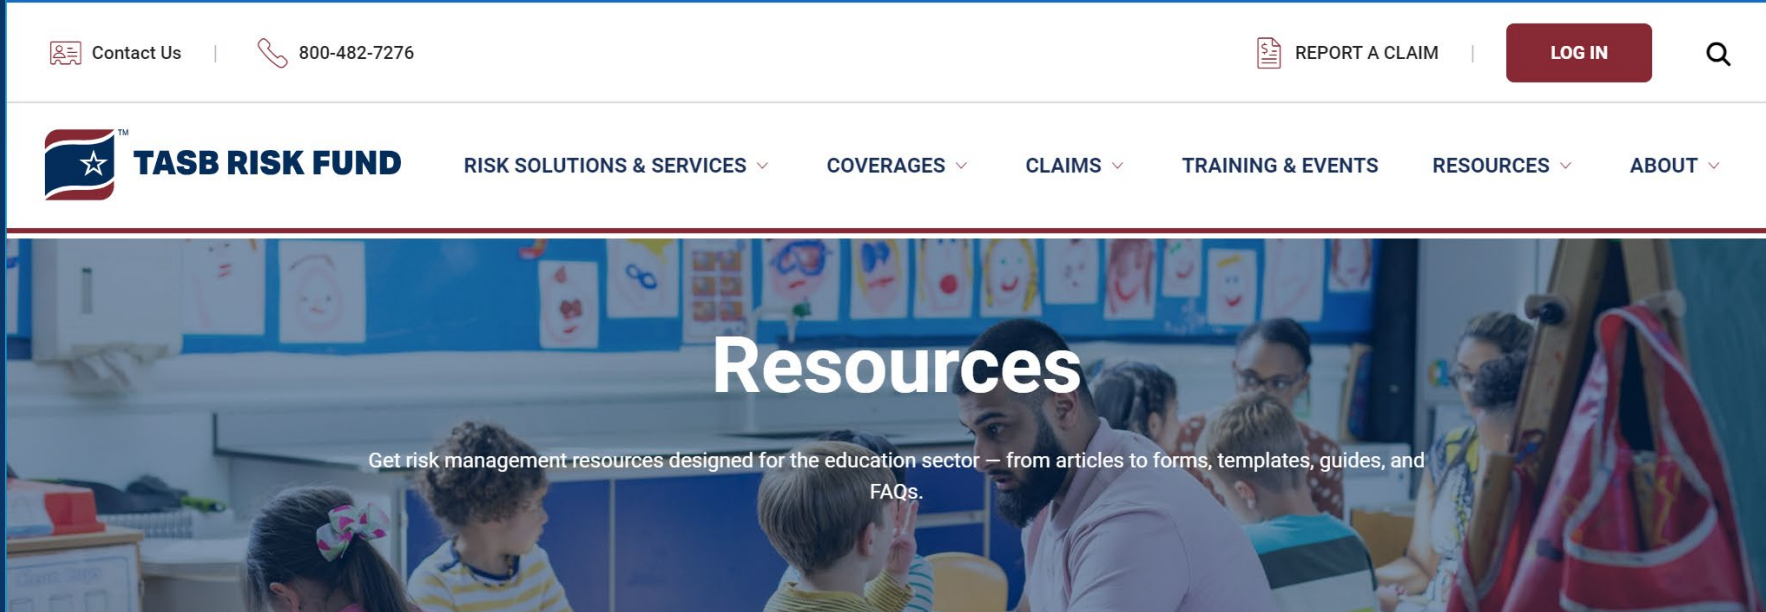 Contact Us | 800-482-7276 REPORT A CLAIM | LOG IN
TM
TASB RISK FUND RISK SOLUTIONS & SERVICES COVERAGES CLAIMS TRAINING & EVENTS RESOURCES ABOUT
Resources
Get risk management resources designed for the education sector — from articles to forms, templates, guides, and
FAQs.